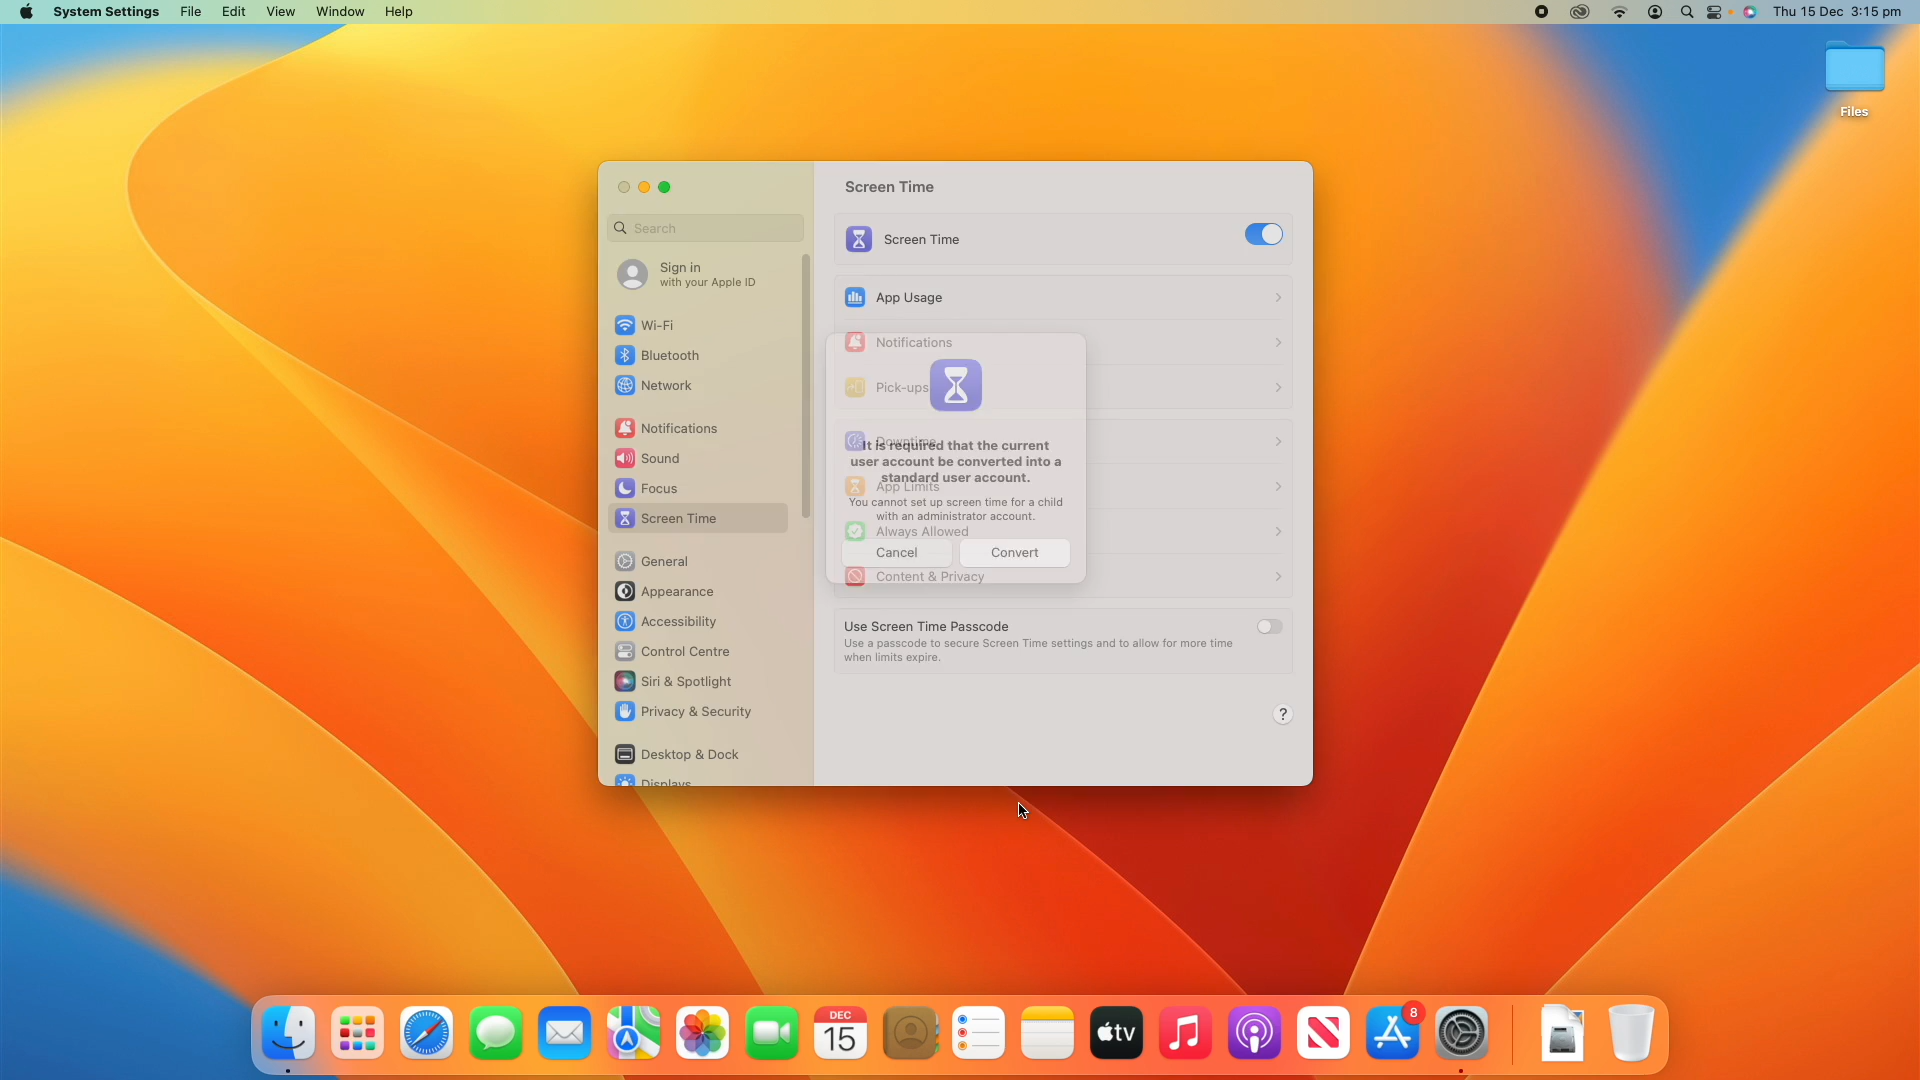 System Settings File Edit View Window Help
Thu 15 Dec 3:15 pm
Files
Search
Sign in
with your Apple ID
Wi-Fi
Bluetooth
Network
Notifications
Sound
Focus
Screen Time
General
Appearance
Accessibility
Control Centre
Siri & Spotlight
Privacy & Security
Desktop & Dock
Displays
Screen Time
Screen Time
App Usage
Notifications
Pick-ups
Downtime
App Limits
Always Allowed
Content & Privacy
It is required that the current
user account be converted into a
standard user account.
You cannot set up screen time for a child
with an administrator account.
Cancel Convert
Use Screen Time Passcode
Use a passcode to secure Screen Time settings and to allow for more time
when limits expire.
?
DEC
15
tv
8